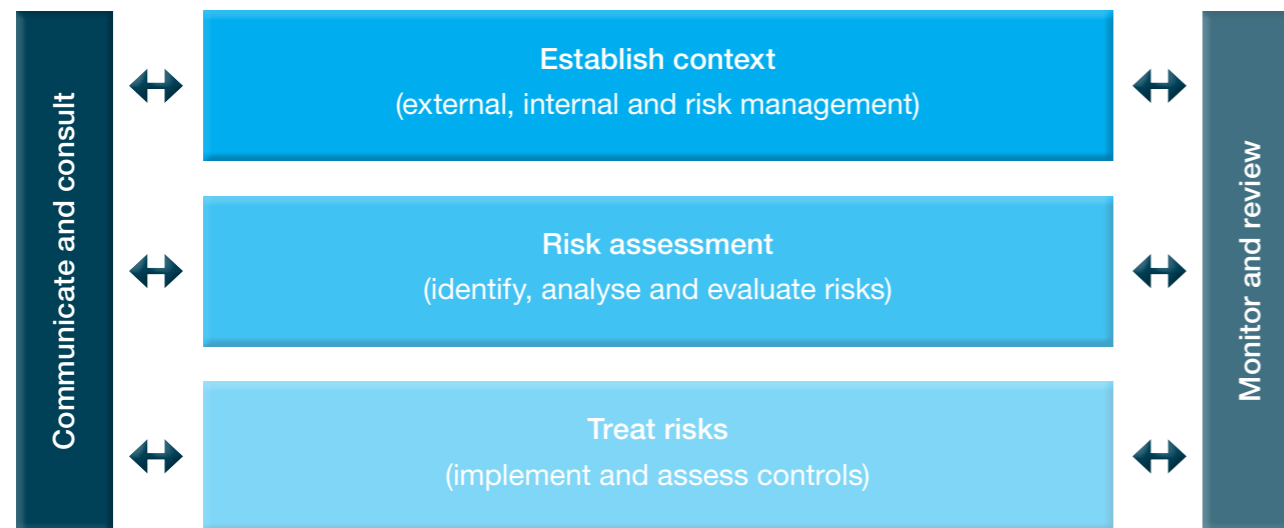 Communicate and consult
Establish context
(external, internal and risk management)
Risk assessment
(identify, analyse and evaluate risks)
Treat risks
(implement and assess controls)
Monitor and review